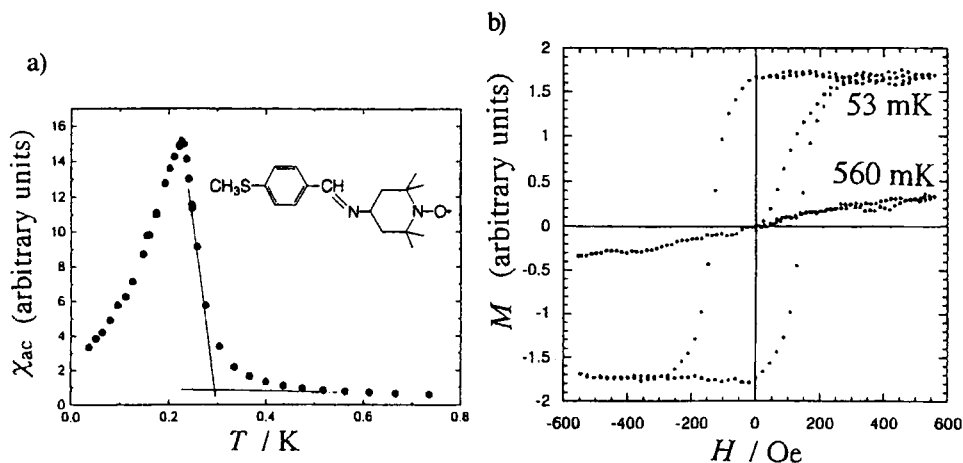 a)
χac (arbitrary units)
16
14
12
10
8
6
4
2
0
0.0 0.2 0.4 0.6 0.8
T / K
CH3S
CH
N
N−O•
b)
M (arbitrary units)
2
1.5
1
0.5
0
-0.5
-1
-1.5
-2
-600 -400 -200 0 200 400 600
H / Oe
53 mK
560 mK